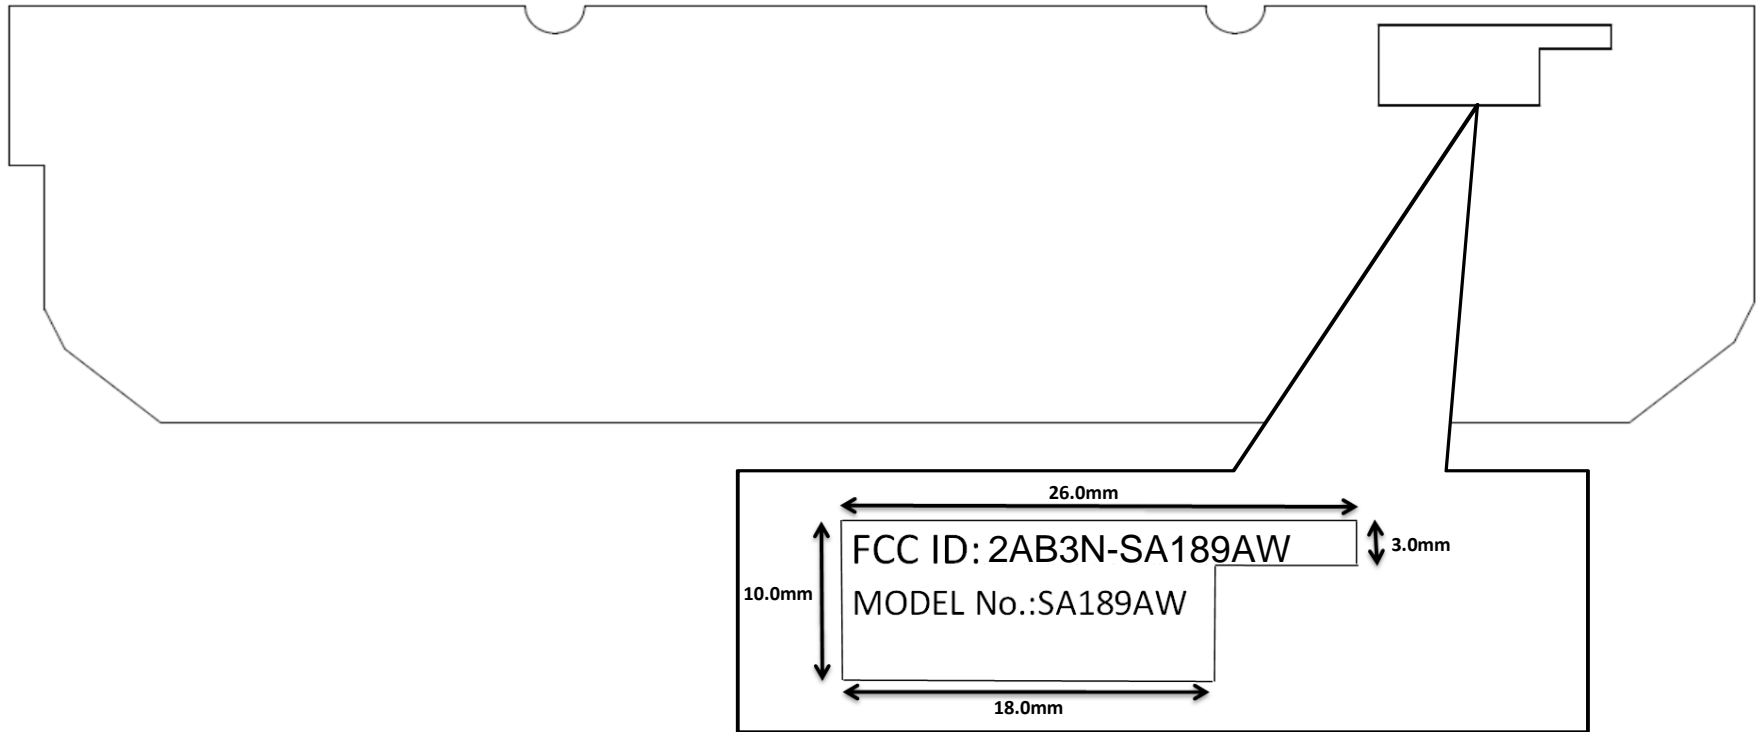 26.0mm
FCC ID: 2AB3N-SA189AW
3.0mm
10.0mm
MODEL No.:SA189AW
18.0mm